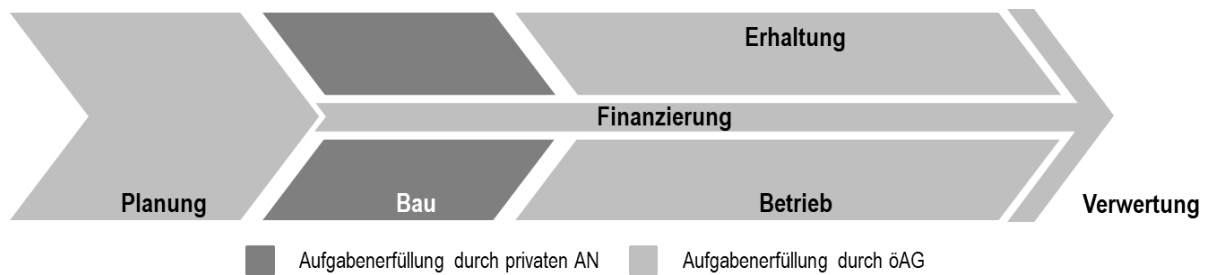 Erhaltung
Finanzierung
Planung
Bau
Betrieb
Verwertung
Aufgabenerfüllung durch privaten AN
Aufgabenerfüllung durch öAG